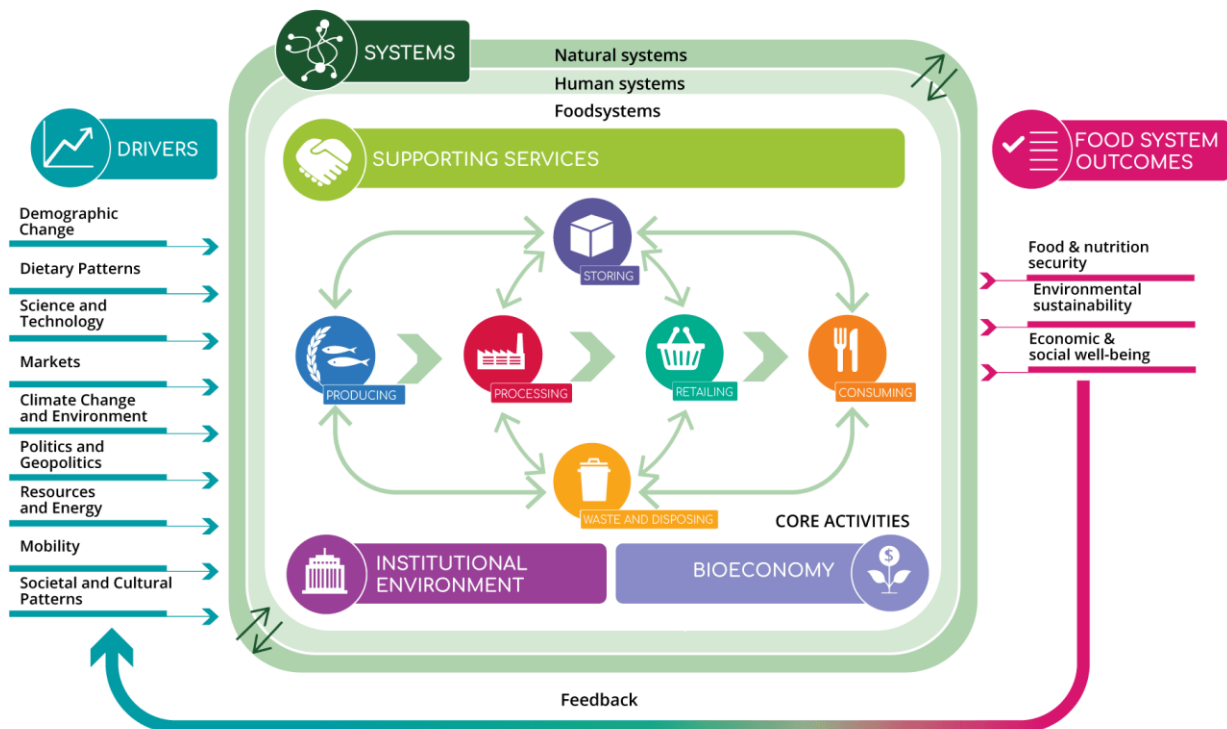 SYSTEMS
Natural systems
Human systems
Foodsystems
DRIVERS
Demographic
Change
Dietary Patterns
Science and
Technology
Markets
Climate Change
and Environment
Politics and
Geopolitics
Resources
and Energy
Mobility
Societal and Cultural
Patterns
SUPPORTING SERVICES
STORING
PRODUCING
PROCESSING
RETAILING
CONSUMING
WASTE AND DISPOSING
CORE ACTIVITIES
INSTITUTIONAL
ENVIRONMENT
BIOECONOMY
$
FOOD SYSTEM
OUTCOMES
Food & nutrition
security
Environmental
sustainability
Economic &
social well-being
Feedback